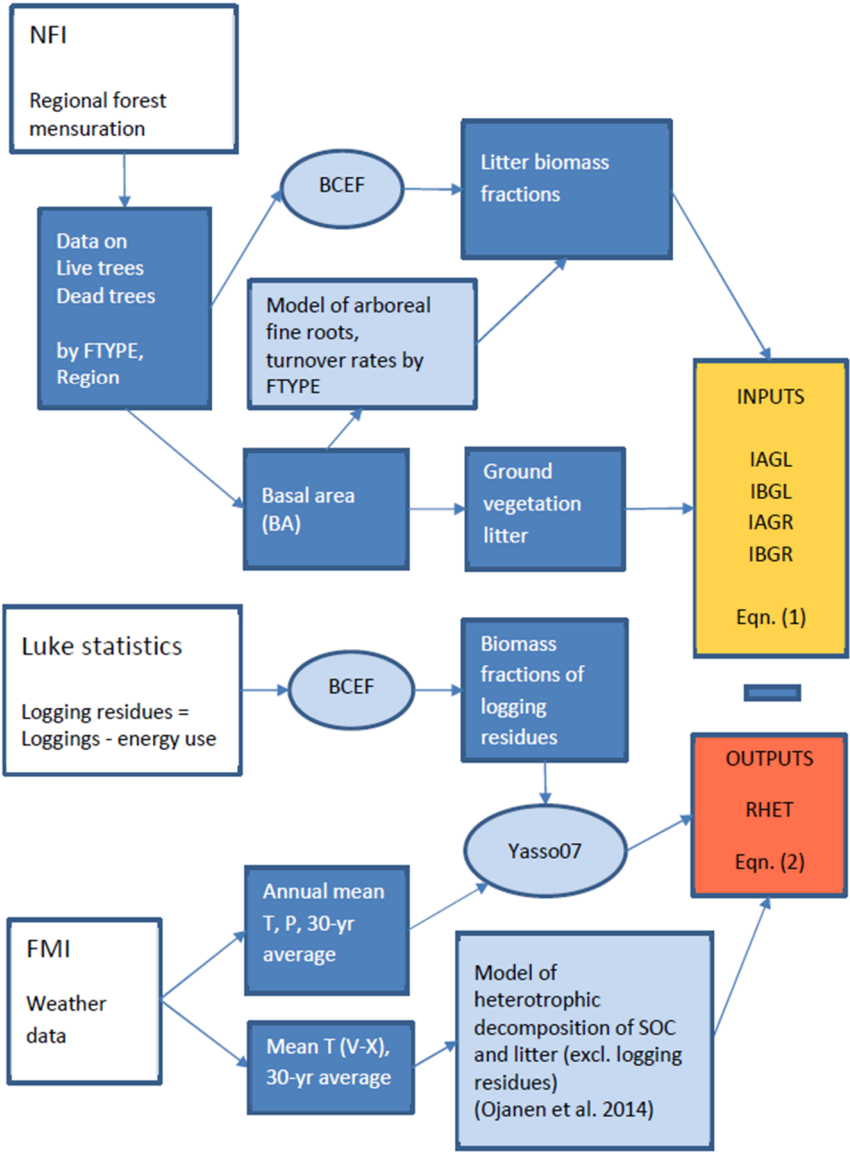 NFI
Regional forest
mensuration
BCEF
Litter biomass
fractions
Data on
Live trees
Dead trees
by FTYPE,
Region
Model of arboreal
fine roots,
turnover rates by
FTYPE
INPUTS
IAGL
IBGL
IAGR
IBGR
Eqn. (1)
Basal area
(BA)
Ground
vegetation
litter
Luke statistics
Logging residues =
Loggings - energy use
BCEF
Biomass
fractions of
logging
residues
OUTPUTS
RHET
Eqn. (2)
Yasso07
Annual mean
T, P, 30-yr
average
FMI
Weather
data
Mean T (V-X),
30-yr average
Model of
heterotrophic
decomposition of SOC
and litter (excl. logging
residues)
(Ojanen et al. 2014)